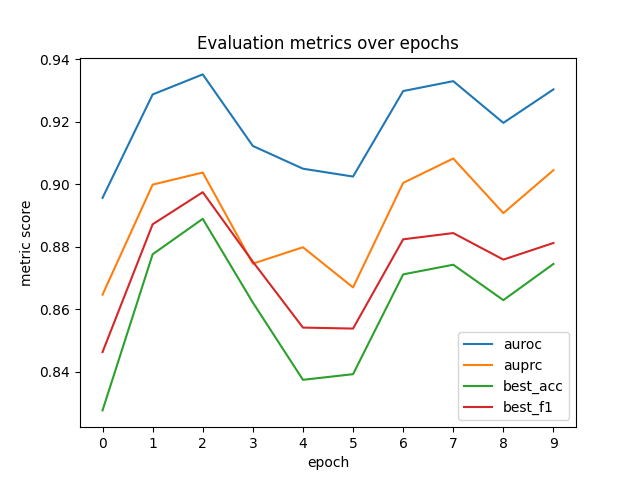 Evaluation metrics over epochs
0.94
0.92
0.90
0.88
0.86
0.84
metric score
0 1 2 3 4 5 6 7 8 9
epoch
auroc
auprc
best_acc
best_f1